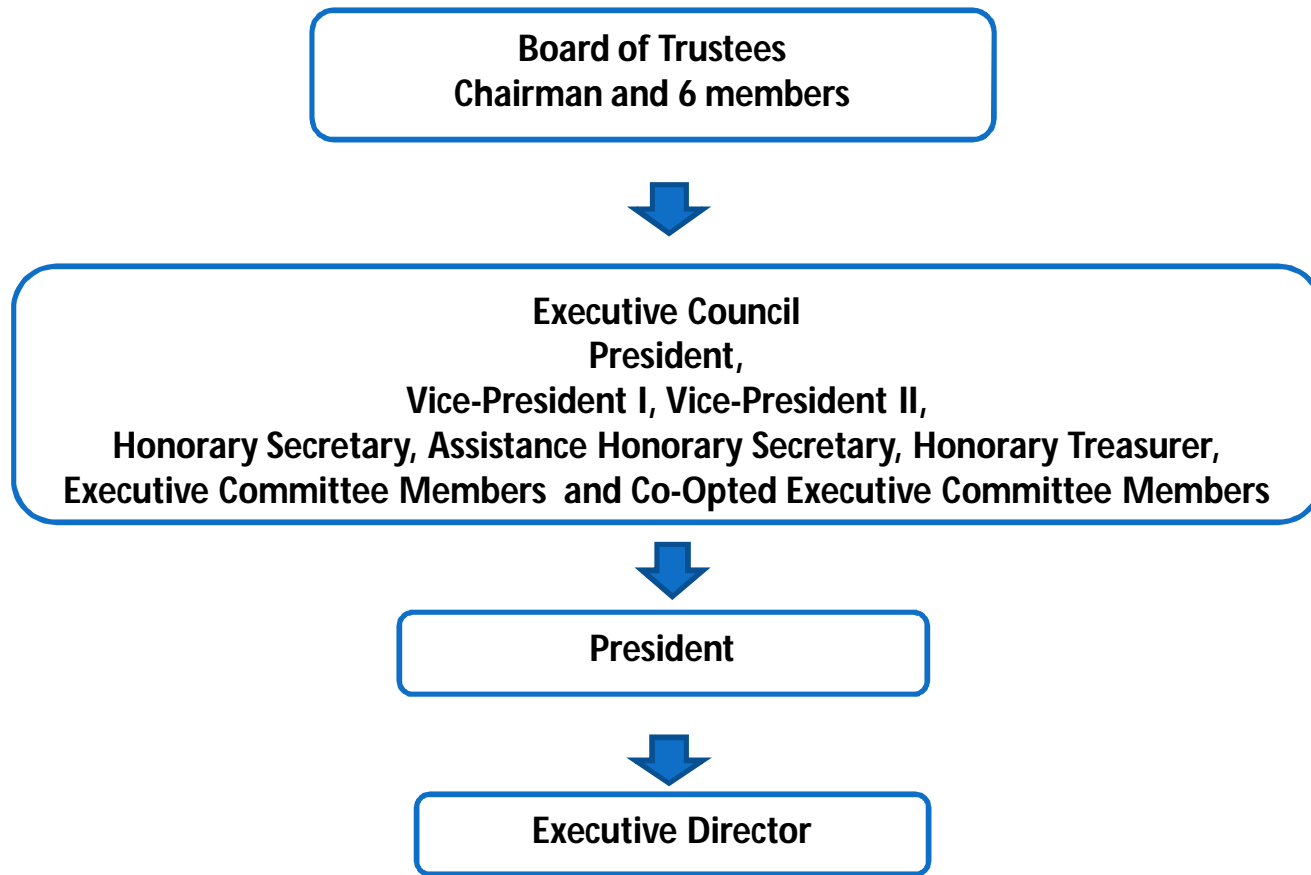 Board of Trustees
Chairman and 6 members
Executive Council
President,
Vice-President I, Vice-President II,
Honorary Secretary, Assistance Honorary Secretary, Honorary Treasurer,
Executive Committee Members and Co-Opted Executive Committee Members
President
Executive Director